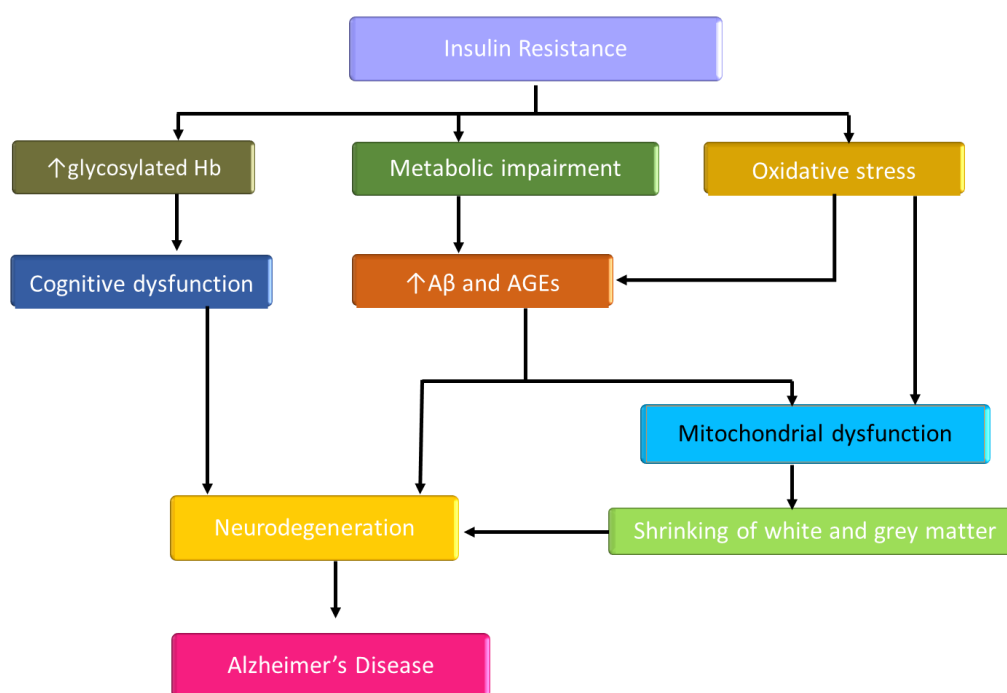 Insulin Resistance
↑glycosylated Hb
Metabolic impairment
Oxidative stress
Cognitive dysfunction
↑Aβ and AGEs
Mitochondrial dysfunction
Neurodegeneration
Shrinking of white and grey matter
Alzheimer’s Disease